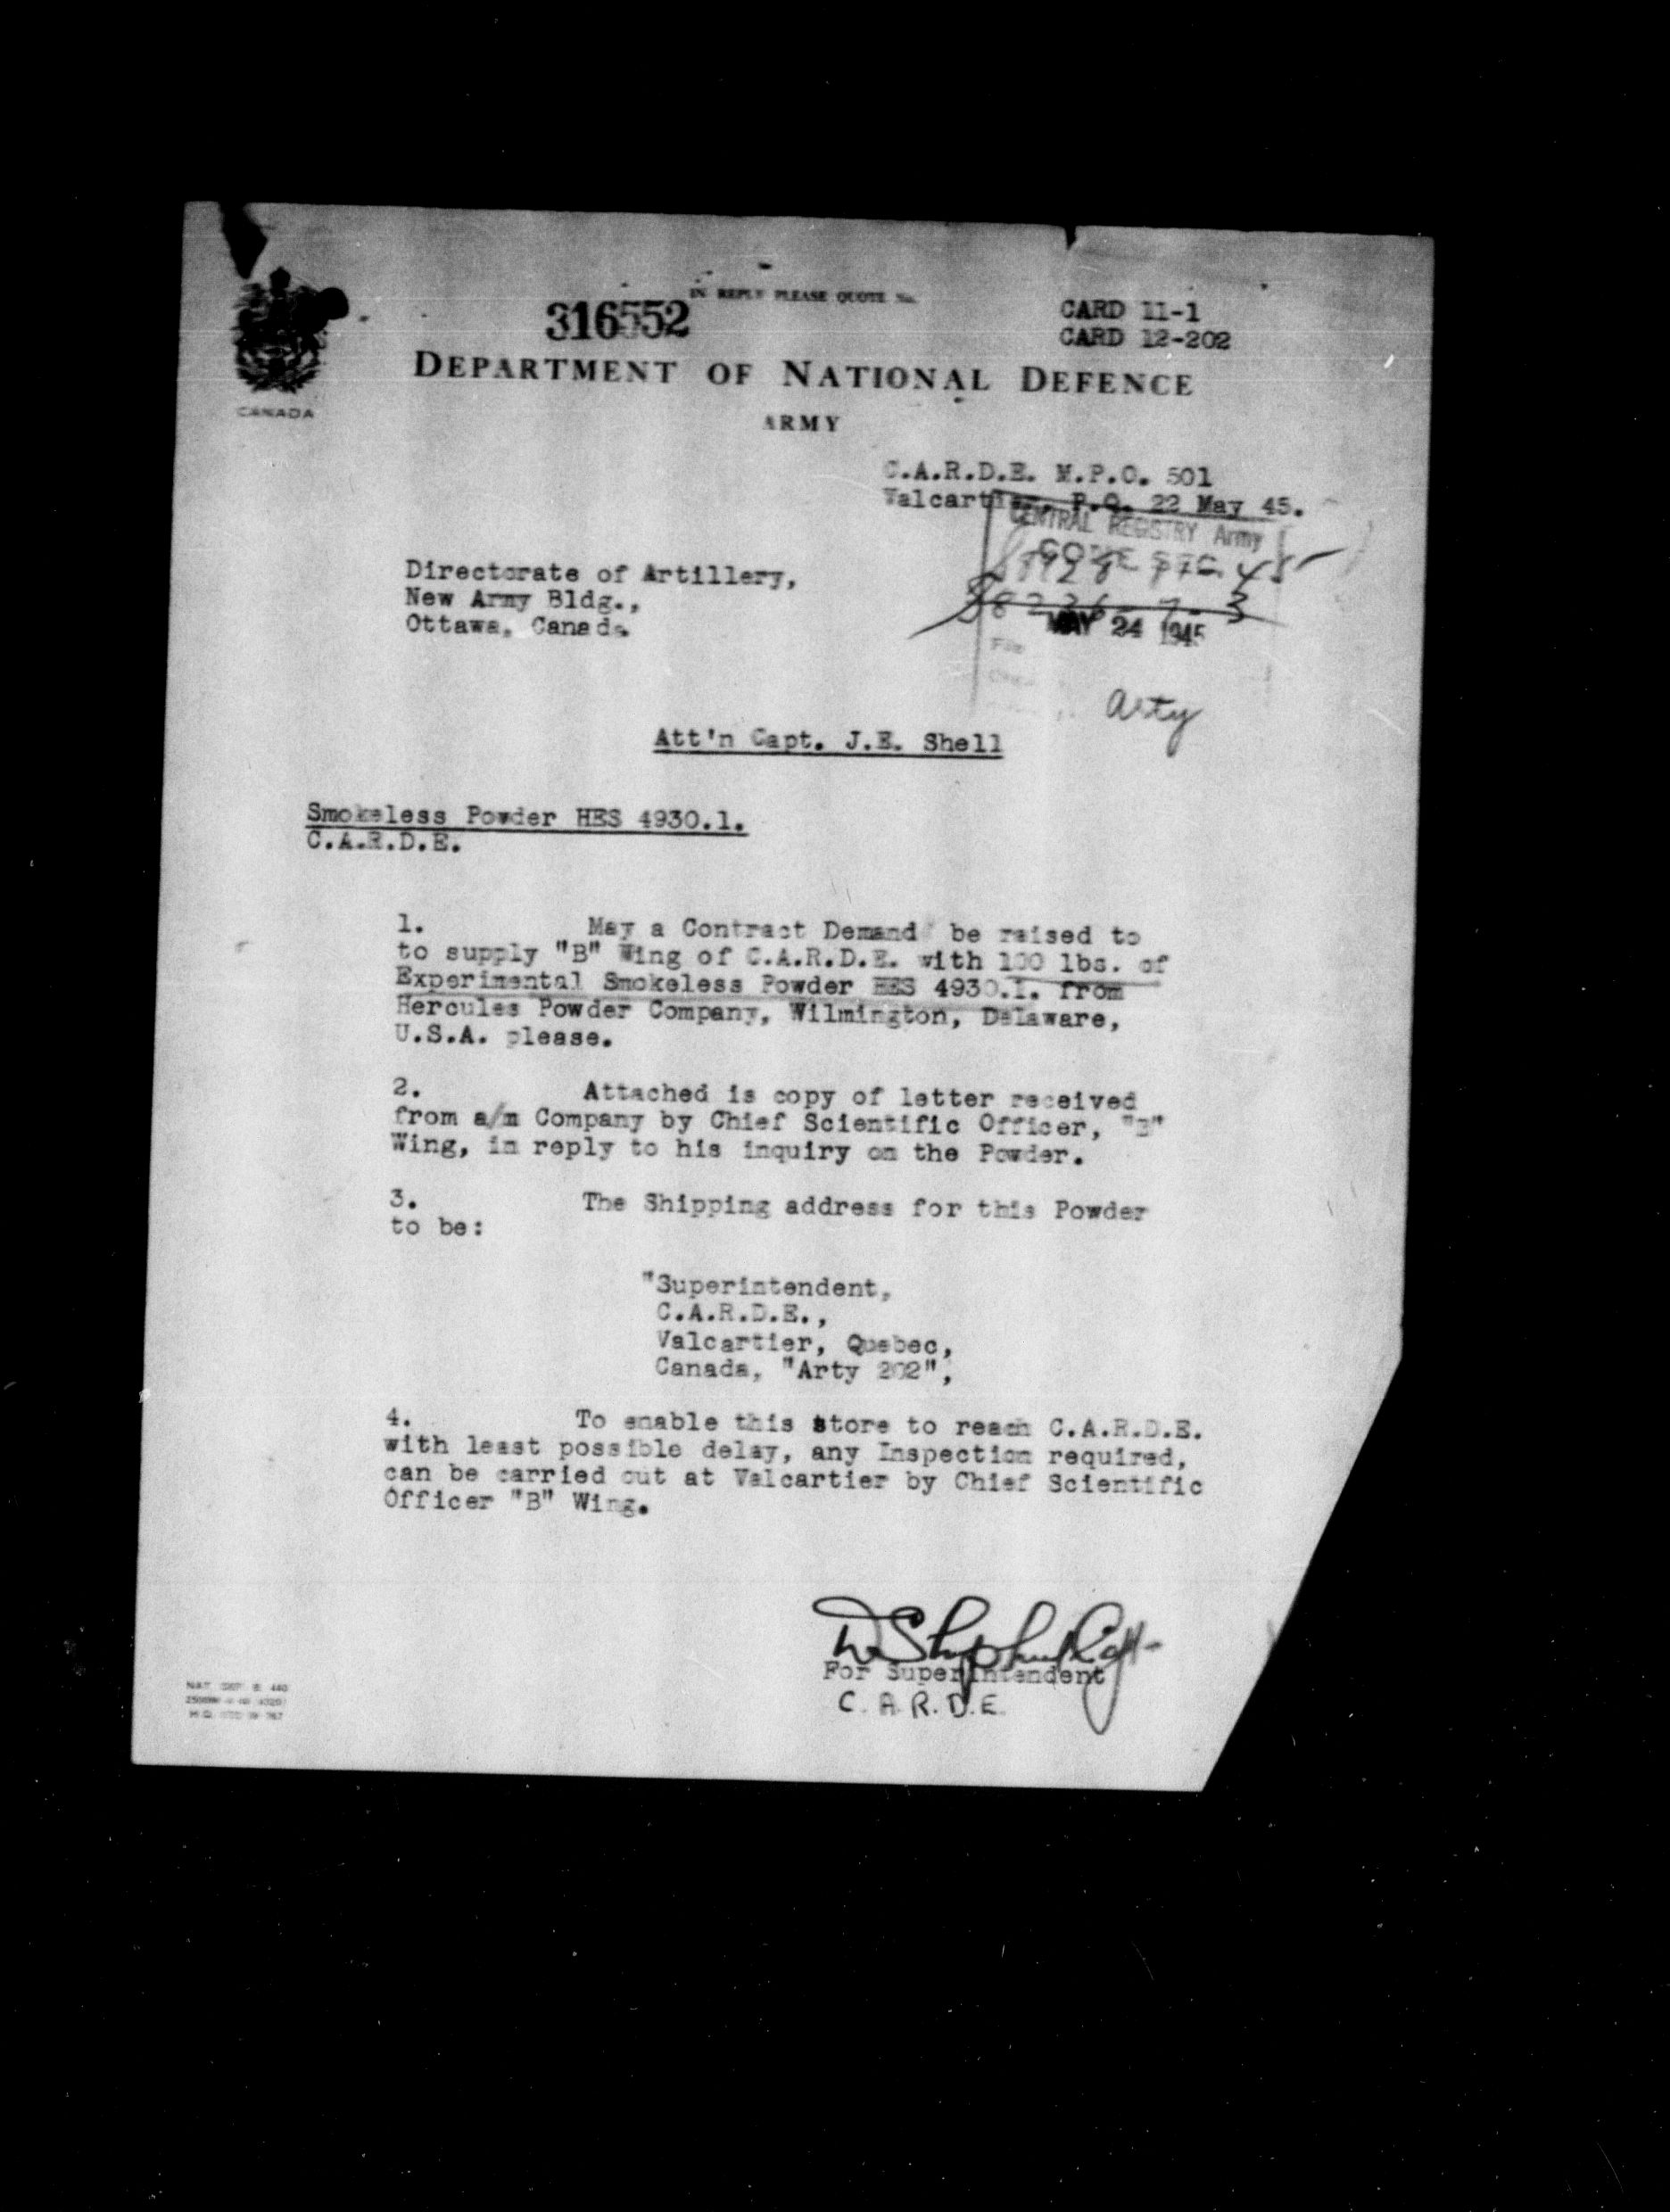 IN REPLY PLEASE QUOTE No.
316552
CARD 11-1
CARD 12-202
DEPARTMENT OF NATIONAL DEFENCE
CANADA
ARMY
C.A.R.D.E. M.P.O. 501
Valcartier, P.Q. 22 May 45.
CENTRAL REGISTRY Army
MAY 24 1945
File
Directorate of Artillery,
New Army Bldg.,
Ottawa, Canada
Arty
Att'n Capt. J.E. Shell
Smokeless Powder HES 4930.1.
C.A.R.D.E.
1. May a Contract Demand be raised to
to supply "B" Wing of C.A.R.D.E. with 100 lbs. of
Experimental Smokeless Powder HES 4930.1. from
Hercules Powder Company, Wilmington, Delaware,
U.S.A. please.
2. Attached is copy of letter received
from a/m Company by Chief Scientific Officer, "B"
Wing, in reply to his inquiry on the Powder.
3. The Shipping address for this Powder
to be:
"Superintendent,
C.A.R.D.E.,
Valcartier, Quebec,
Canada, "Arty 202",
4. To enable this store to reach C.A.R.D.E.
with least possible delay, any Inspection required,
can be carried out at Valcartier by Chief Scientific
Officer "B" Wing.
For Superintendent
C.A.R.D.E.